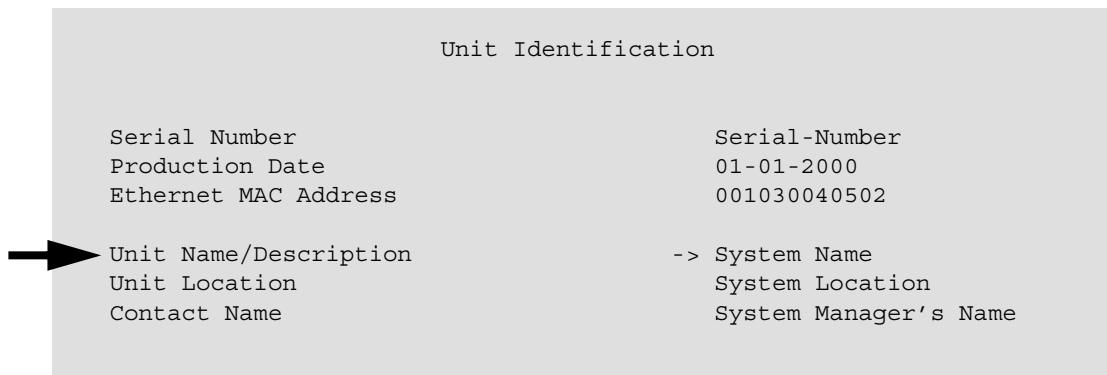 Unit Identification
Serial Number Serial-Number
Production Date 01-01-2000
Ethernet MAC Address 001030040502
Unit Name/Description -> System Name
Unit Location System Location
Contact Name System Manager’s Name